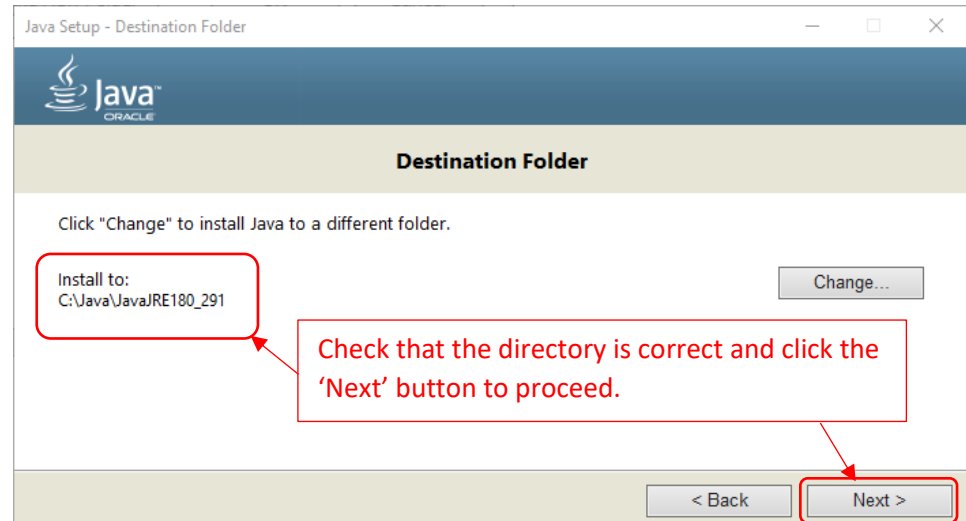 Java Setup - Destination Folder
Java™
ORACLE
Destination Folder
Click "Change" to install Java to a different folder.
Install to:
C:\Java\JavaJRE180_291
Change...
Check that the directory is correct and click the
‘Next’ button to proceed.
< Back
Next >